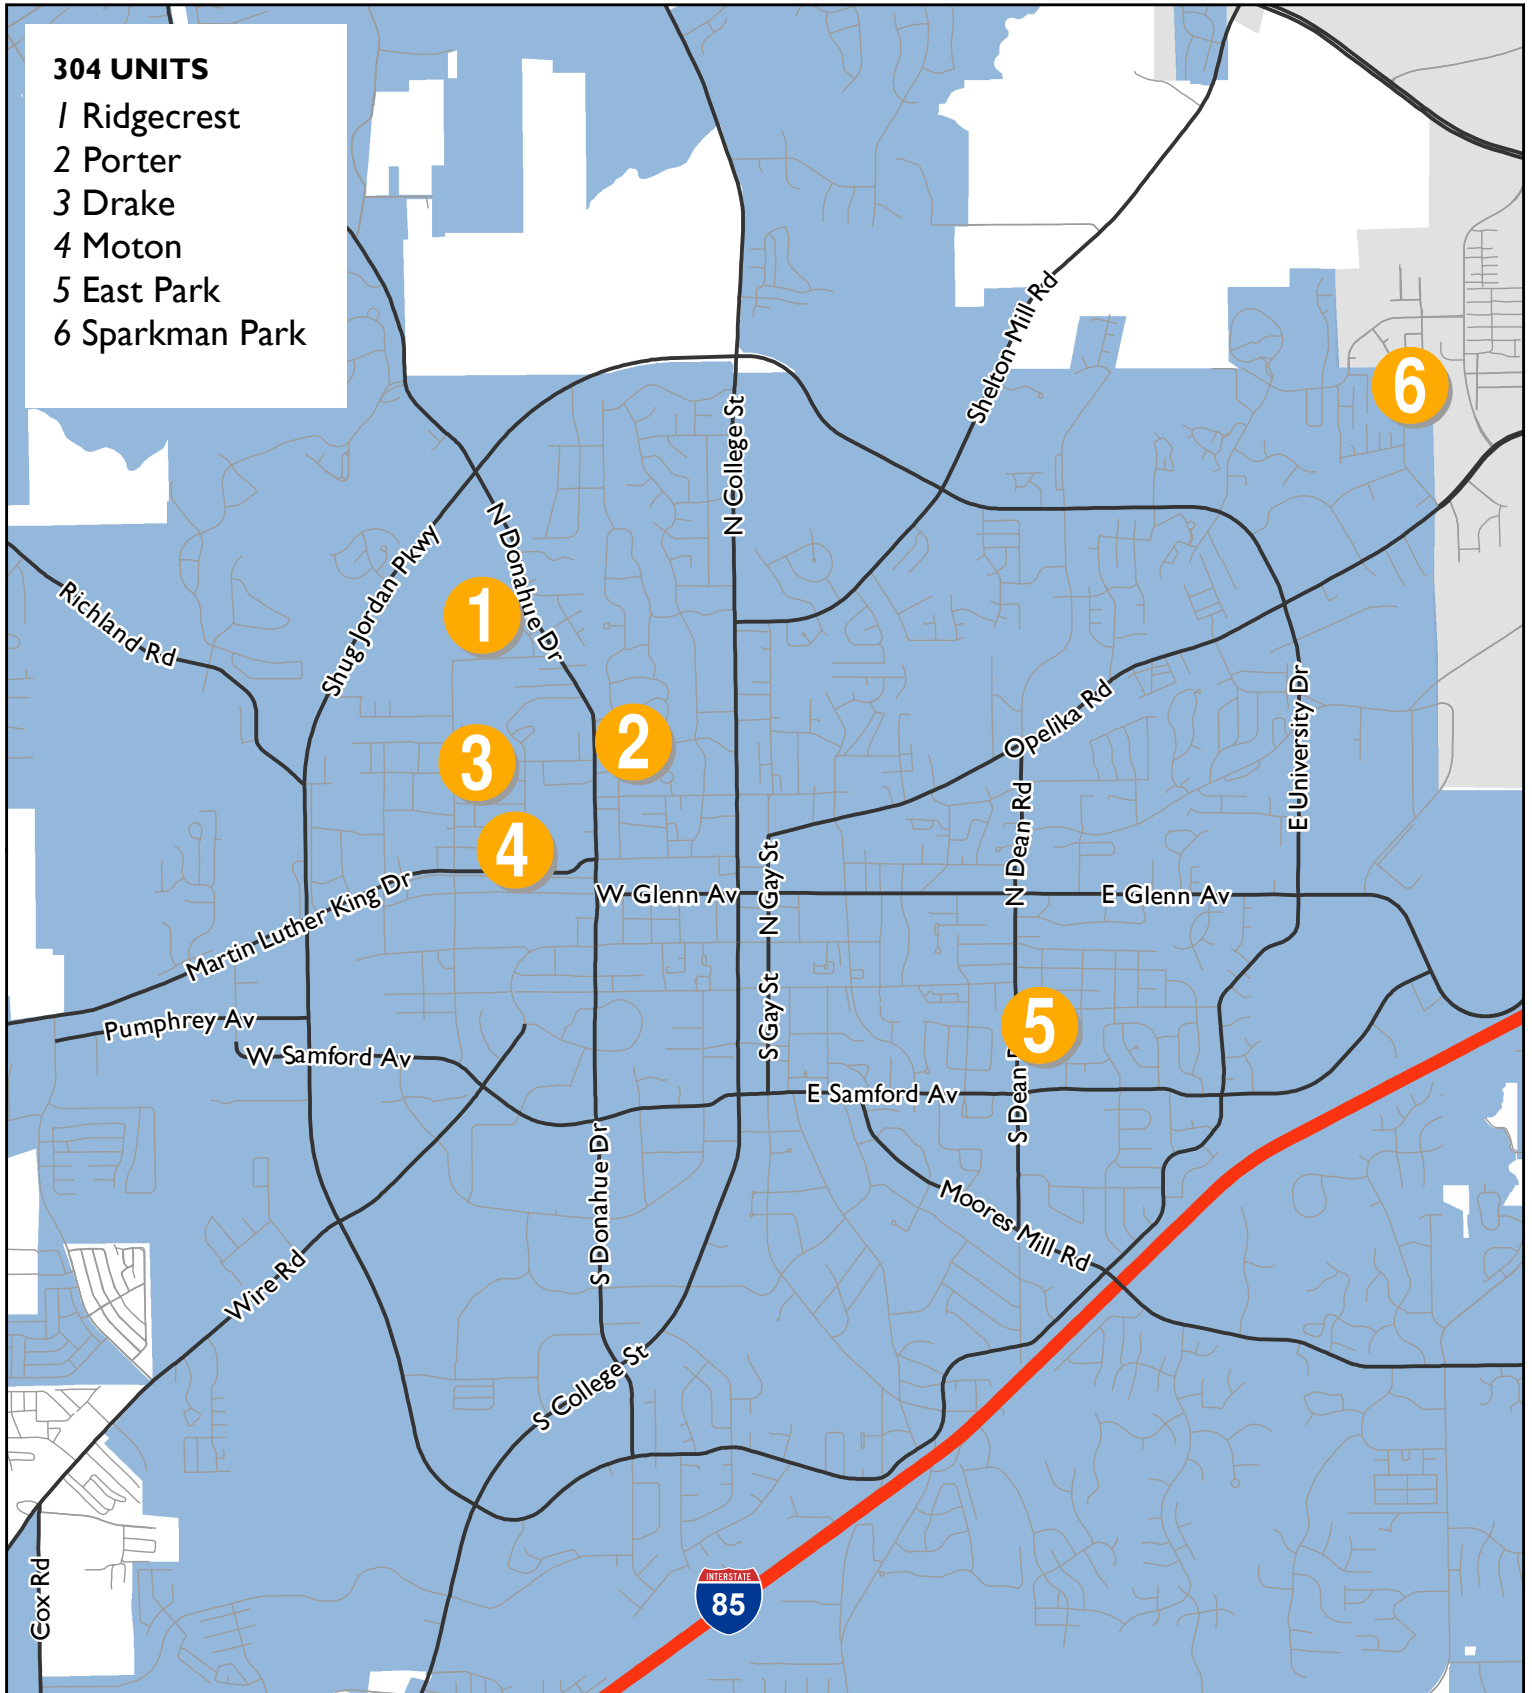 304 UNITS
1 Ridgecrest
2 Porter
3 Drake
4 Moton
5 East Park
6 Sparkman Park
Shelton Mill Rd
6
N College St
N Donahue Dr
Shug Jordan Pkwy
Richland Rd
1
2
3
4
Opelika Rd
E University Dr
N Dean Rd
N Gay St
W Glenn Av
E Glenn Av
Martin Luther King Dr
Pumphrey Av
W Samford Av
S Gay St
5
S Dean
E Samford Av
S Donahue Dr
Moores Mill Rd
Wire Rd
S College St
Cox Rd
INTERSTATE
85